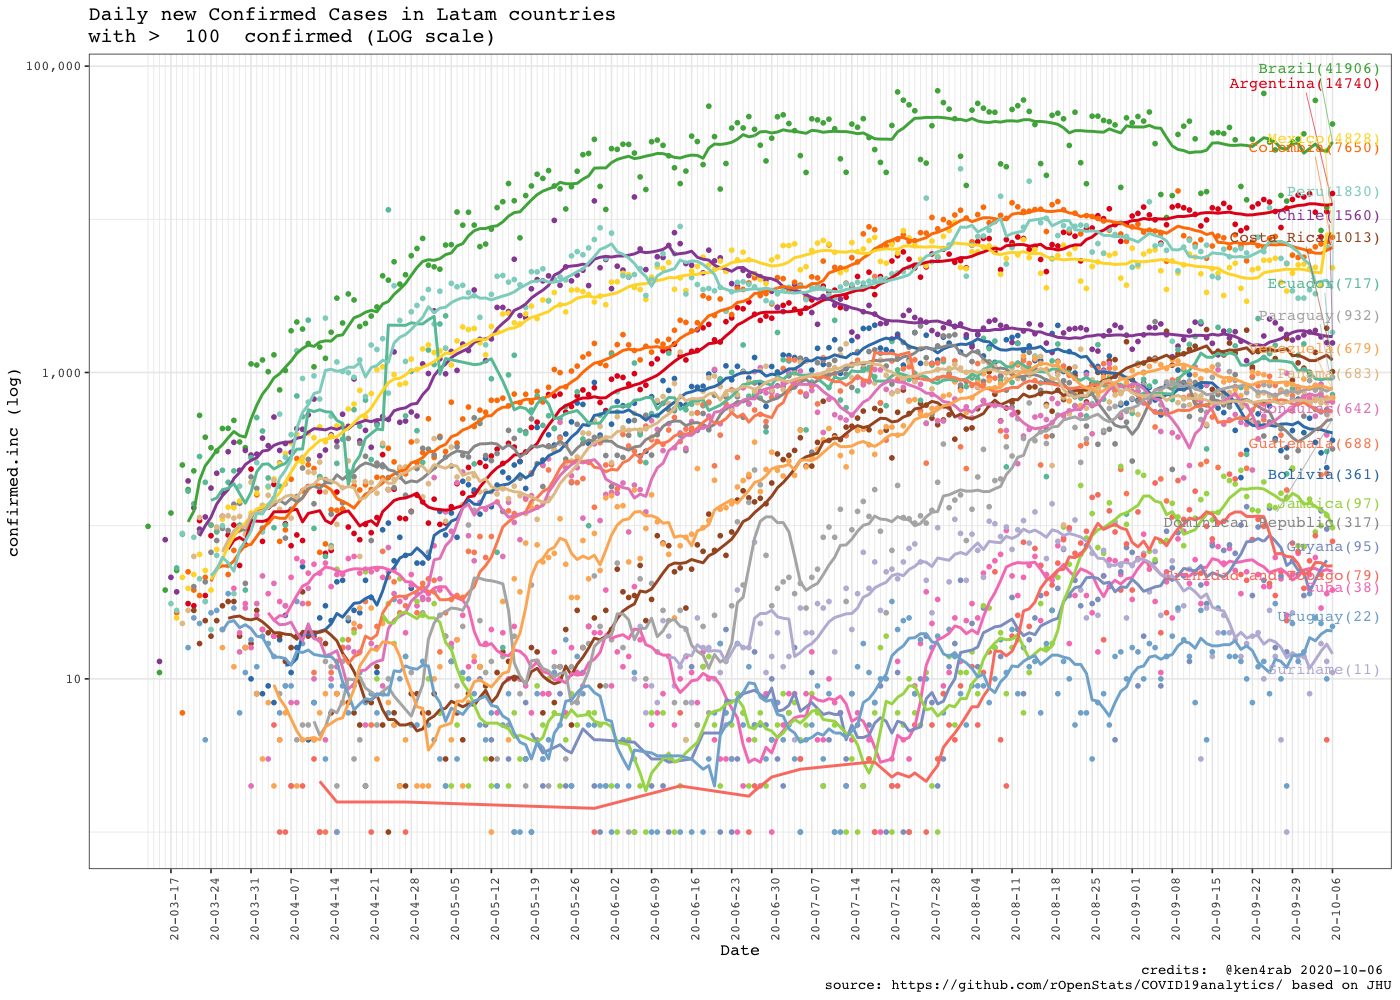 Daily new Confirmed Cases in Latam countries
with >  100  confirmed (LOG scale)
100,000
1,000
10
confirmed.inc (log)
Brazil(41906)
Argentina(14740)
Mexico(4828)
Colombia(7650)
Peru(1830)
Chile(1560)
Costa Rica(1013)
Ecuador(717)
Paraguay(932)
Venezuela(679)
Panama(683)
Honduras(642)
Guatemala(688)
Bolivia(361)
Jamaica(97)
Dominican Republic(317)
Guyana(95)
Trinidad and Tobago(79)
Cuba(38)
Uruguay(22)
Suriname(11)
20-03-17
20-03-24
20-03-31
20-04-07
20-04-14
20-04-21
20-04-28
20-05-05
20-05-12
20-05-19
20-05-26
20-06-02
20-06-09
20-06-16
20-06-23
20-06-30
20-07-07
20-07-14
20-07-21
20-07-28
20-08-04
20-08-11
20-08-18
20-08-25
20-09-01
20-09-08
20-09-15
20-09-22
20-09-29
20-10-06
Date
credits:  @ken4rab 2020-10-06
source: https://github.com/rOpenStats/COVID19analytics/ based on JHU